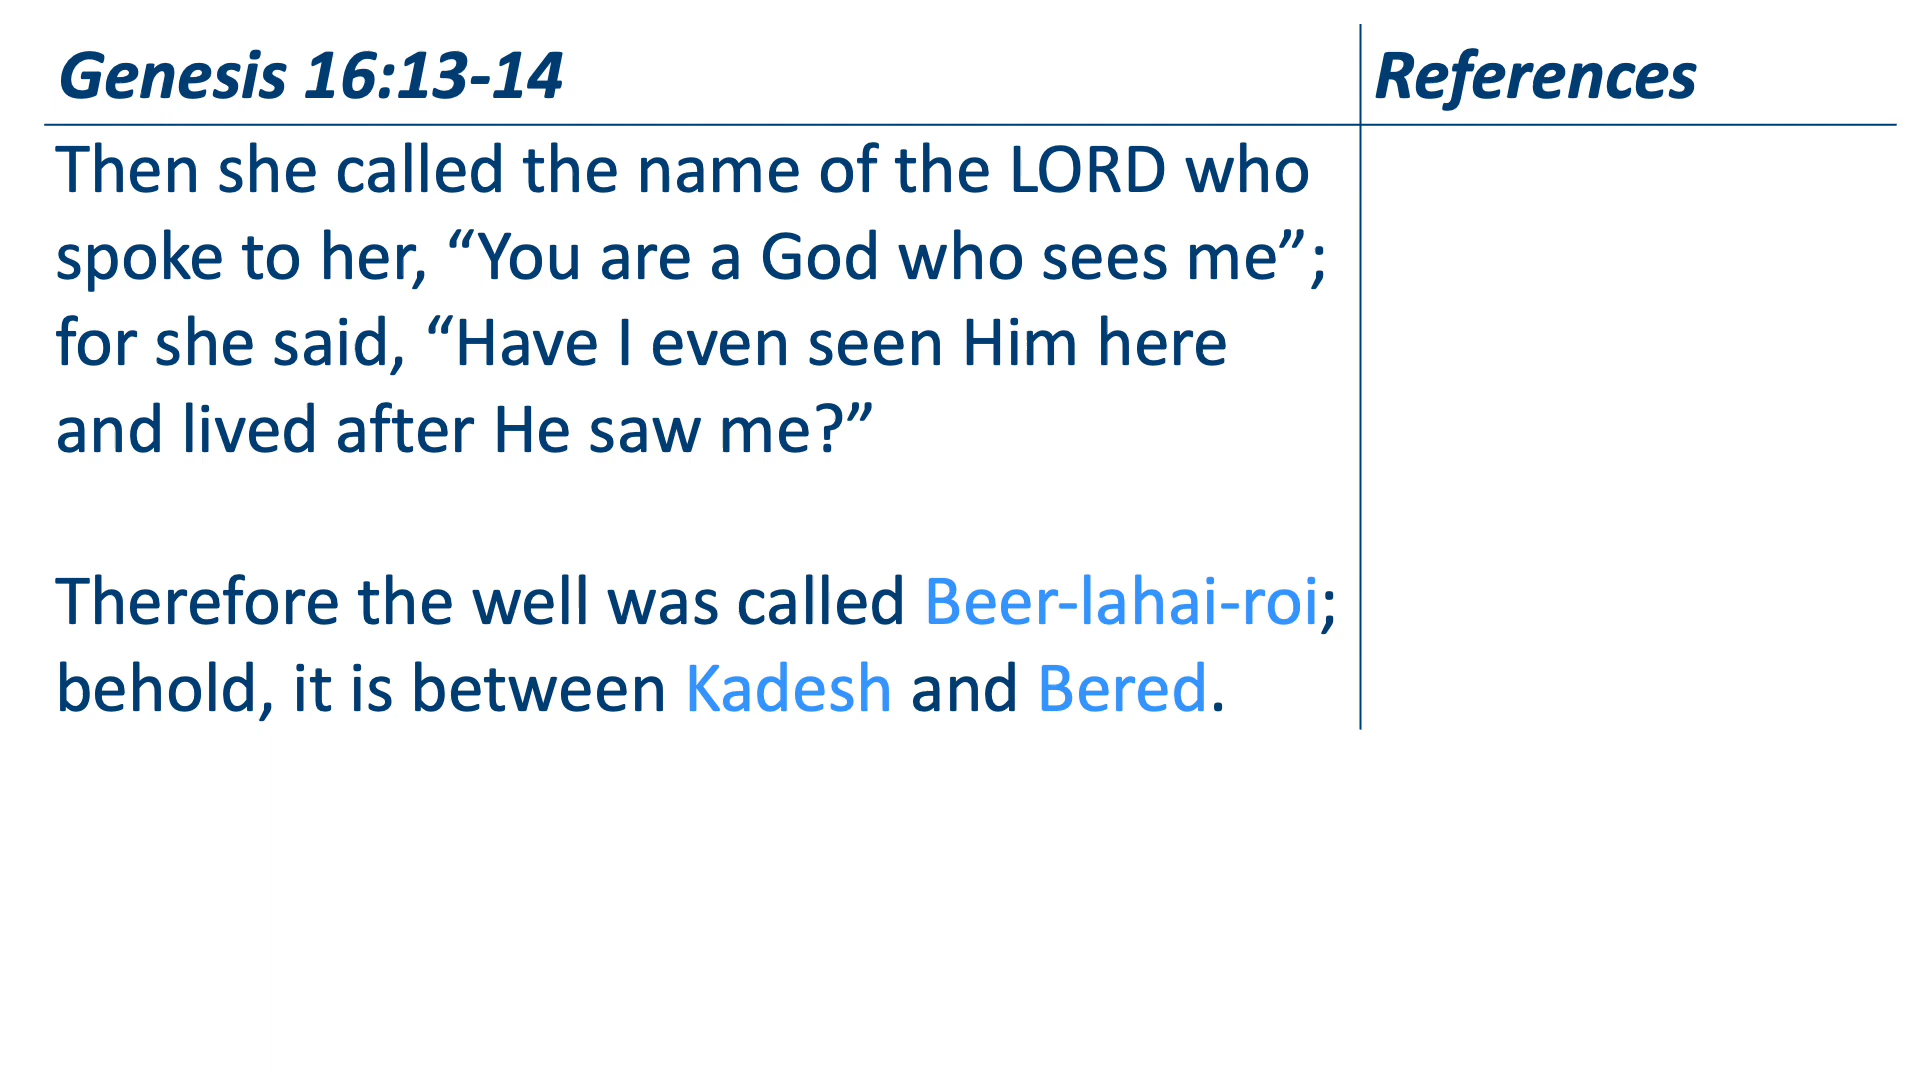 Genesis 16:13-14
References
Then she called the name of the LORD who
spoke to her, “You are a God who sees me”;
for she said, “Have I even seen Him here
and lived after He saw me?”
Therefore the well was called Beer-lahai-roi;
behold, it is between Kadesh and Bered.